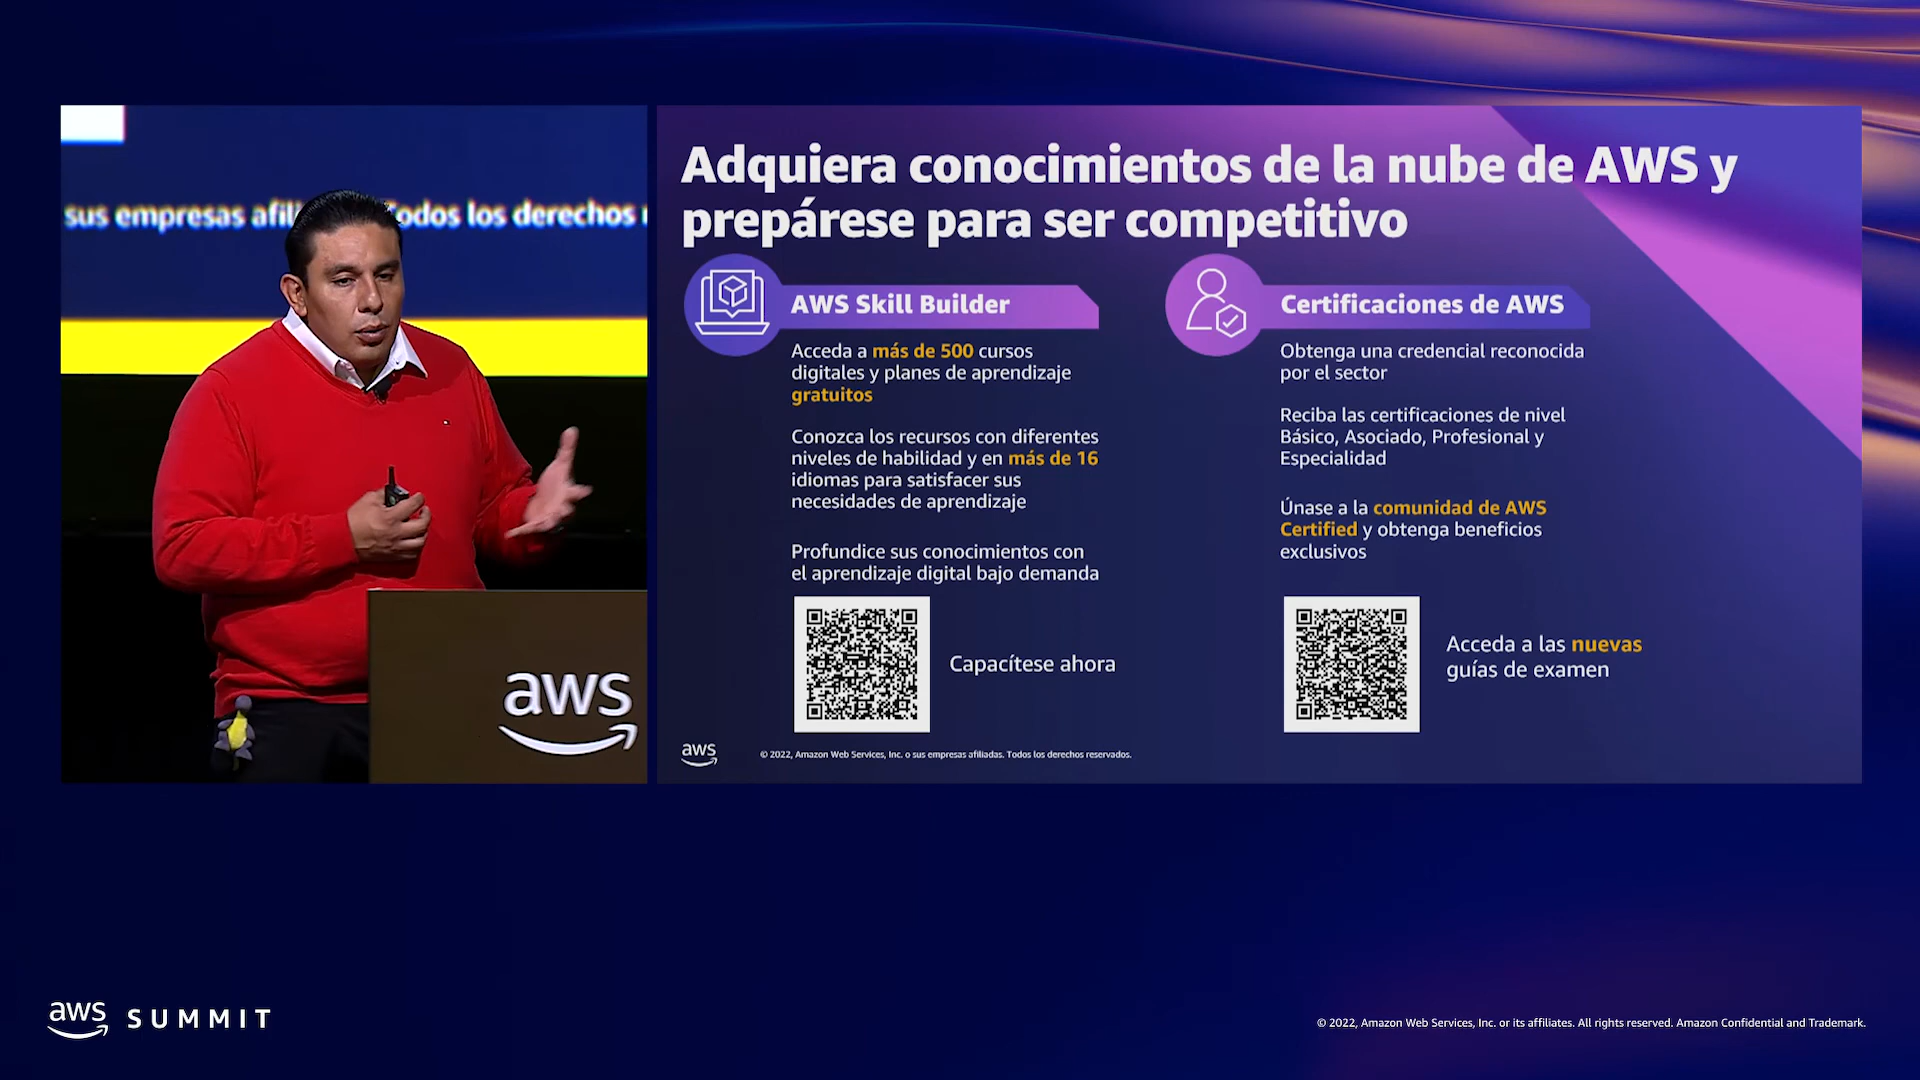 sus empresas afili
Todos los derechos
Adquiera conocimientos de la nube de AWS y
prepárese para ser competitivo
AWS Skill Builder
Acceda a más de 500 cursos
digitales y planes de aprendizaje
gratuitos
Conozca los recursos con diferentes
niveles de habilidad y en más de 16
idiomas para satisfacer sus
necesidades de aprendizaje
Profundice sus conocimientos con
el aprendizaje digital bajo demanda
Capacítese ahora
Certificaciones de AWS
Obtenga una credencial reconocida
por el sector
Reciba las certificaciones de nivel
Básico, Asociado, Profesional y
Especialidad
Únase a la comunidad de AWS
Certified y obtenga beneficios
exclusivos
Acceda a las nuevas
guías de examen
aws
aws
© 2022, Amazon Web Services, Inc. o sus empresas afiliadas. Todos los derechos reservados.
aws SUMMIT
© 2022, Amazon Web Services, Inc. or its affiliates. All rights reserved. Amazon Confidential and Trademark.